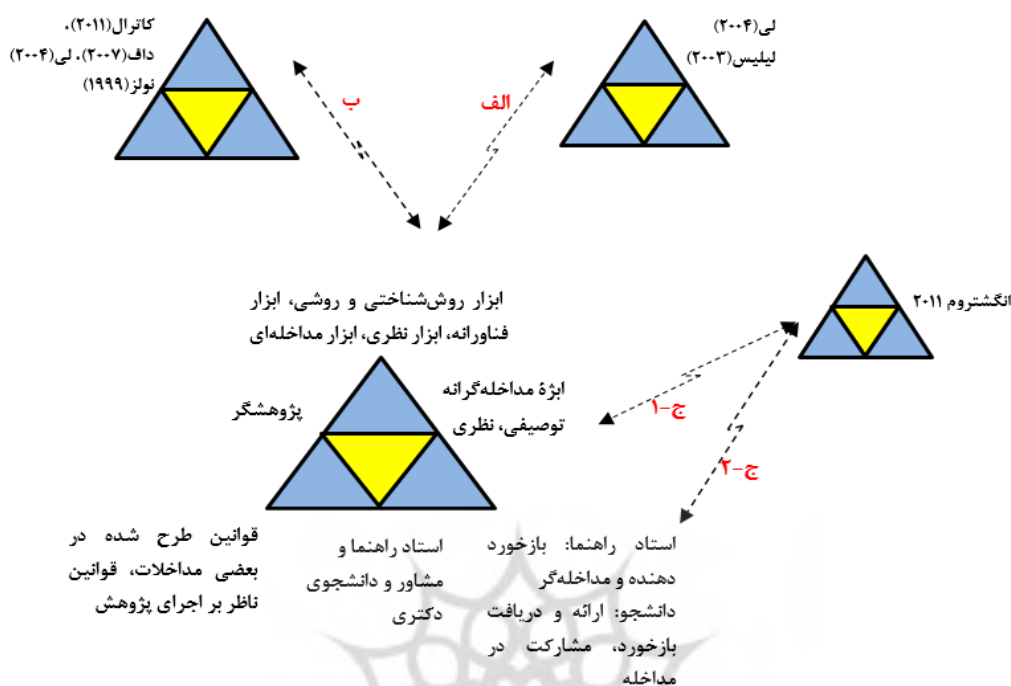 لی(۲۰۰۴)
لیلیس(۲۰۰۳)
کاترال(۲۰۱۱)،
داف(۲۰۰۷)، لی(۲۰۰۴)
نولز(۱۹۹۹)
الف
ب
ابزار روش‌شناختی و روشی، ابزار
فناورانه، ابزار نظری، ابزار مداخله‌ای
انگشتروم ۲۰۱۱
ابژهٔ مداخله‌گرانه
توصیفی، نظری
پژوهشگر
ج-۱
ج-۲
استاد راهنما: بازخورد
دهنده و مداخله‌گر
دانشجو: ارائه و دریافت
بازخورد، مشارکت در
مداخله
استاد راهنما و
مشاور و دانشجوی
دکتری
قوانین طرح شده در
بعضی مداخلات، قوانین
ناظر بر اجرای پژوهش